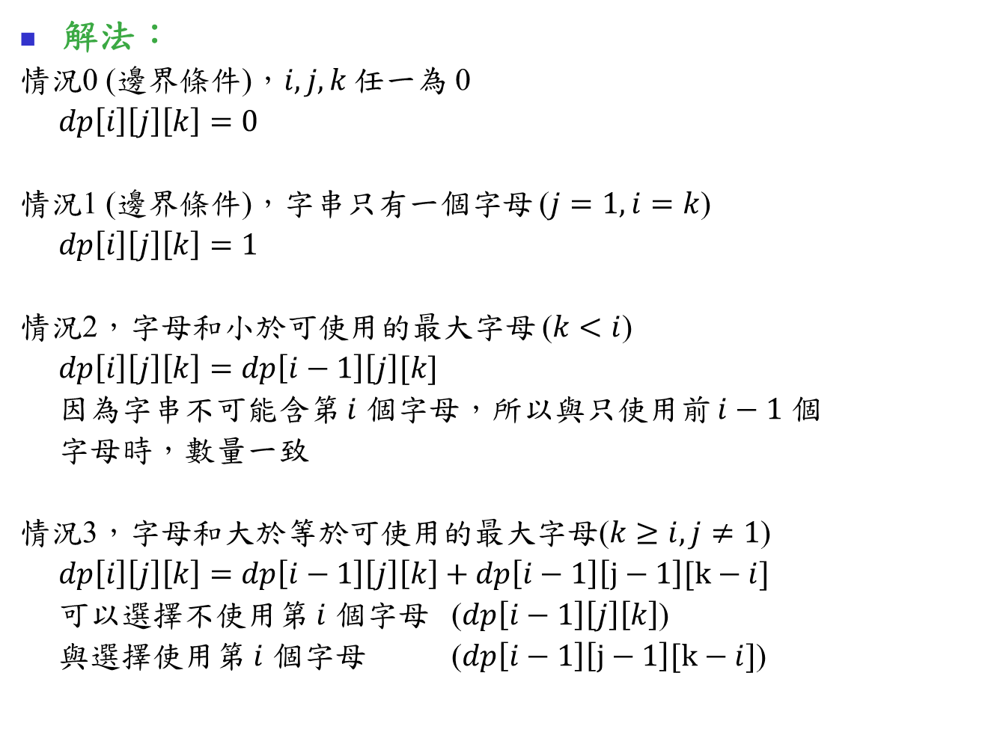 ■ 解法：
情況0 (邊界條件)，i, j, k 任一為 0
dp[i][j][k] = 0
情況1 (邊界條件)，字串只有一個字母 (j = 1, i = k)
dp[i][j][k] = 1
情況2，字母和小於可使用的最大字母 (k < i)
dp[i][j][k] = dp[i − 1][j][k]
因為字串不可能含第 i 個字母，所以與只使用前 i − 1 個
字母時，數量一致
情況3，字母和大於等於可使用的最大字母(k ≥ i, j ≠ 1)
dp[i][j][k] = dp[i − 1][j][k] + dp[i − 1][j − 1][k − i]
可以選擇不使用第 i 個字母 (dp[i − 1][j][k])
與選擇使用第 i 個字母 (dp[i − 1][j − 1][k − i])